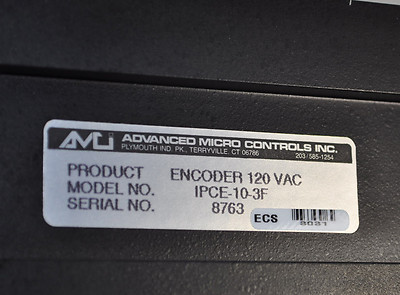 AMCI ADVANCED MICRO CONTROLS INC.
PLYMOUTH IND. PK., TERRYVILLE, CT 06786 203/585-1254
PRODUCT ENCODER 120 VAC
MODEL NO. IPCE-10-3F
SERIAL NO. 8763
ECS 3031